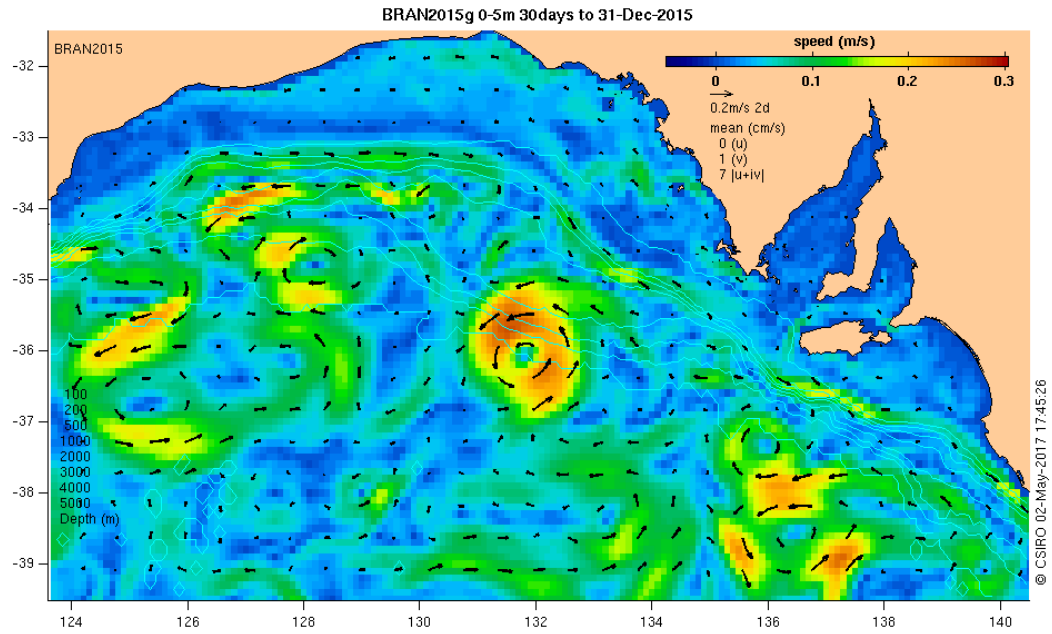 BRAN2015g 0-5m 30days to 31-Dec-2015
BRAN2015
speed (m/s)
0 0.1 0.2 0.3
0.2m/s 2d
mean (cm/s)
0 (u)
1 (v)
7 |u+iv|
-32
-33
-34
-35
-36
-37
-38
-39
100
200
500
1000
2000
3000
4000
5000
Depth (m)
124 126 128 130 132 134 136 138 140
© CSIRO 02-May-2017 17:45:26